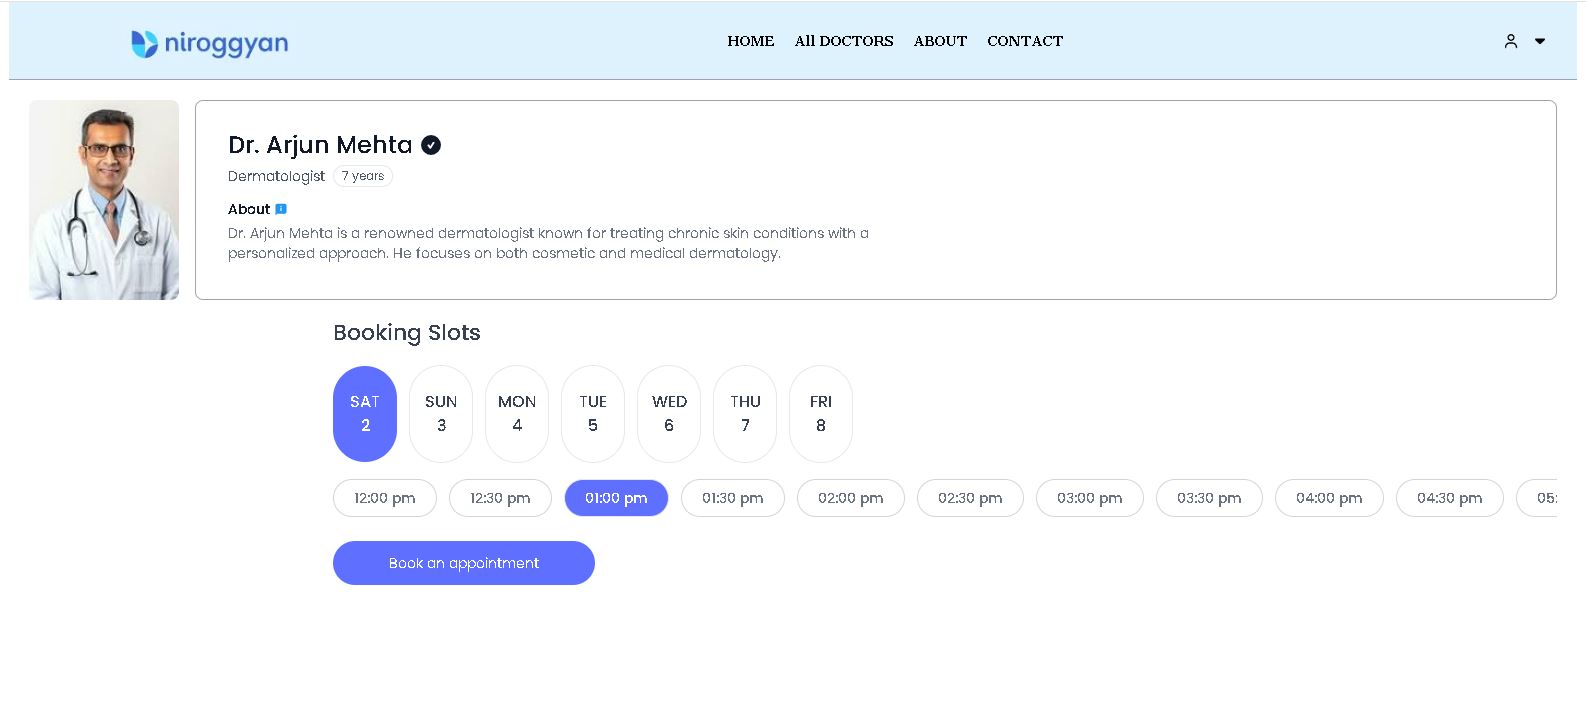 niroggyan
HOME All DOCTORS ABOUT CONTACT
Dr. Arjun Mehta
Dermatologist 7 years
About
Dr. Arjun Mehta is a renowned dermatologist known for treating chronic skin conditions with a
personalized approach. He focuses on both cosmetic and medical dermatology.
Booking Slots
SAT SUN MON TUE WED THU FRI
2 3 4 5 6 7 8
12:00 pm 12:30 pm 01:00 pm 01:30 pm 02:00 pm 02:30 pm 03:00 pm 03:30 pm 04:00 pm 04:30 pm 05:
Book an appointment